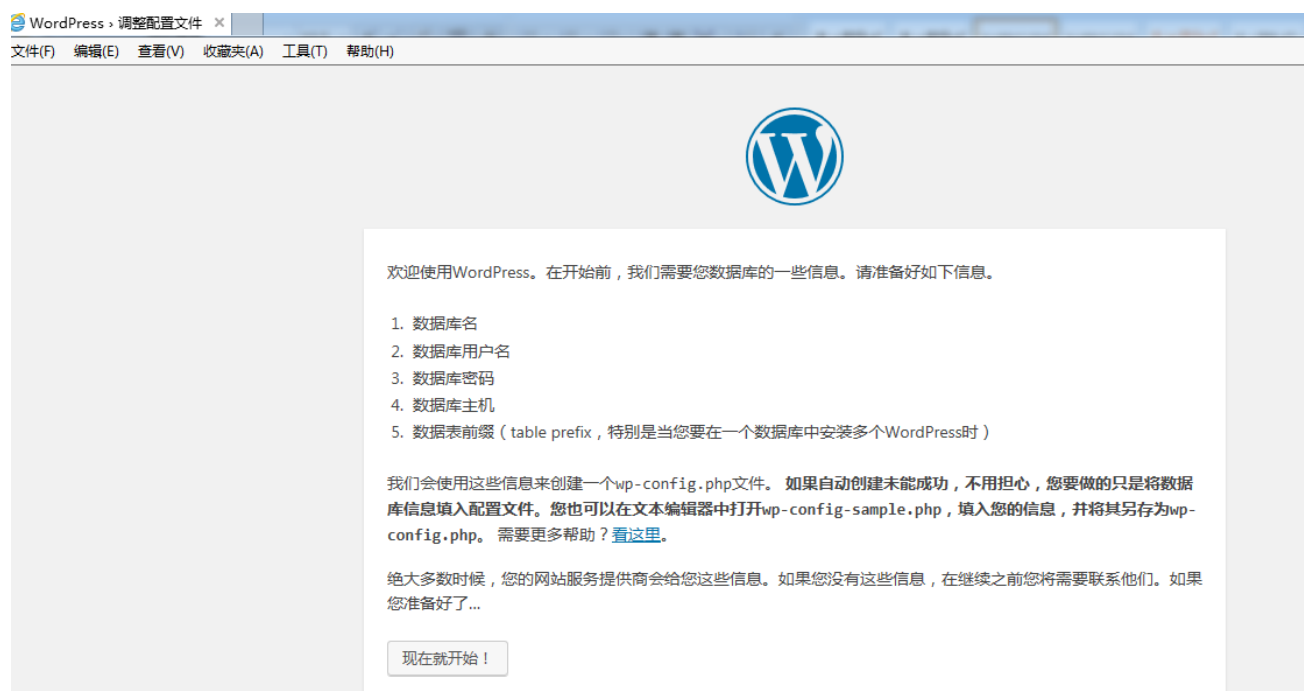 WordPress › 调整配置文件 ×
文件(F) 编辑(E) 查看(V) 收藏夹(A) 工具(T) 帮助(H)
欢迎使用WordPress。在开始前，我们需要您数据库的一些信息。请准备好如下信息。
1. 数据库名
2. 数据库用户名
3. 数据库密码
4. 数据库主机
5. 数据表前缀（table prefix，特别是当您要在一个数据库中安装多个WordPress时）
我们会使用这些信息来创建一个wp-config.php文件。 如果自动创建未能成功，不用担心，您要做的只是将数据
库信息填入配置文件。您也可以在文本编辑器中打开wp-config-sample.php，填入您的信息，并将其另存为wp-
config.php。 需要更多帮助？看这里。
绝大多数时候，您的网站服务提供商会给您这些信息。如果您没有这些信息，在继续之前您将需要联系他们。如果
您准备好了...
现在就开始！